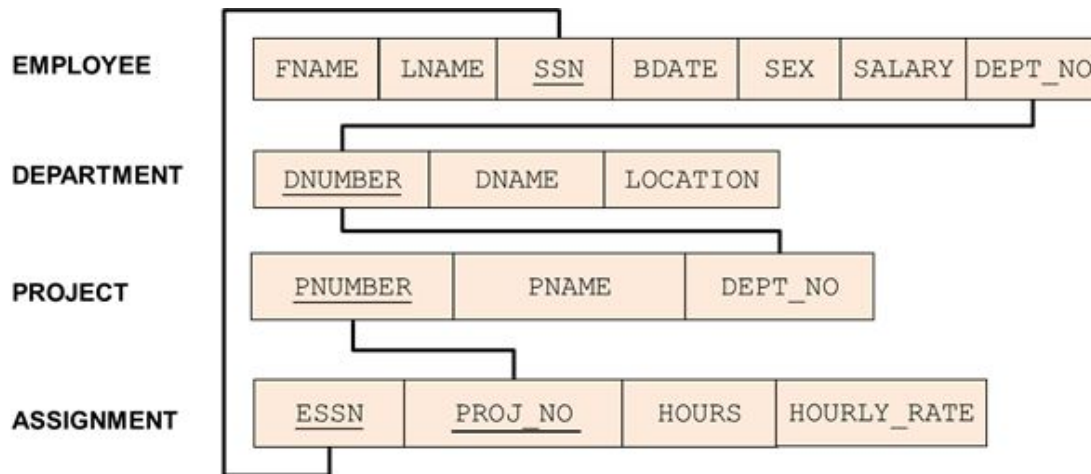 EMPLOYEE FNAME LNAME SSN BDATE SEX SALARY DEPT_NO
DEPARTMENT DNUMBER DNAME LOCATION
PROJECT PNUMBER PNAME DEPT_NO
ASSIGNMENT ESSN PROJ_NO HOURS HOURLY_RATE